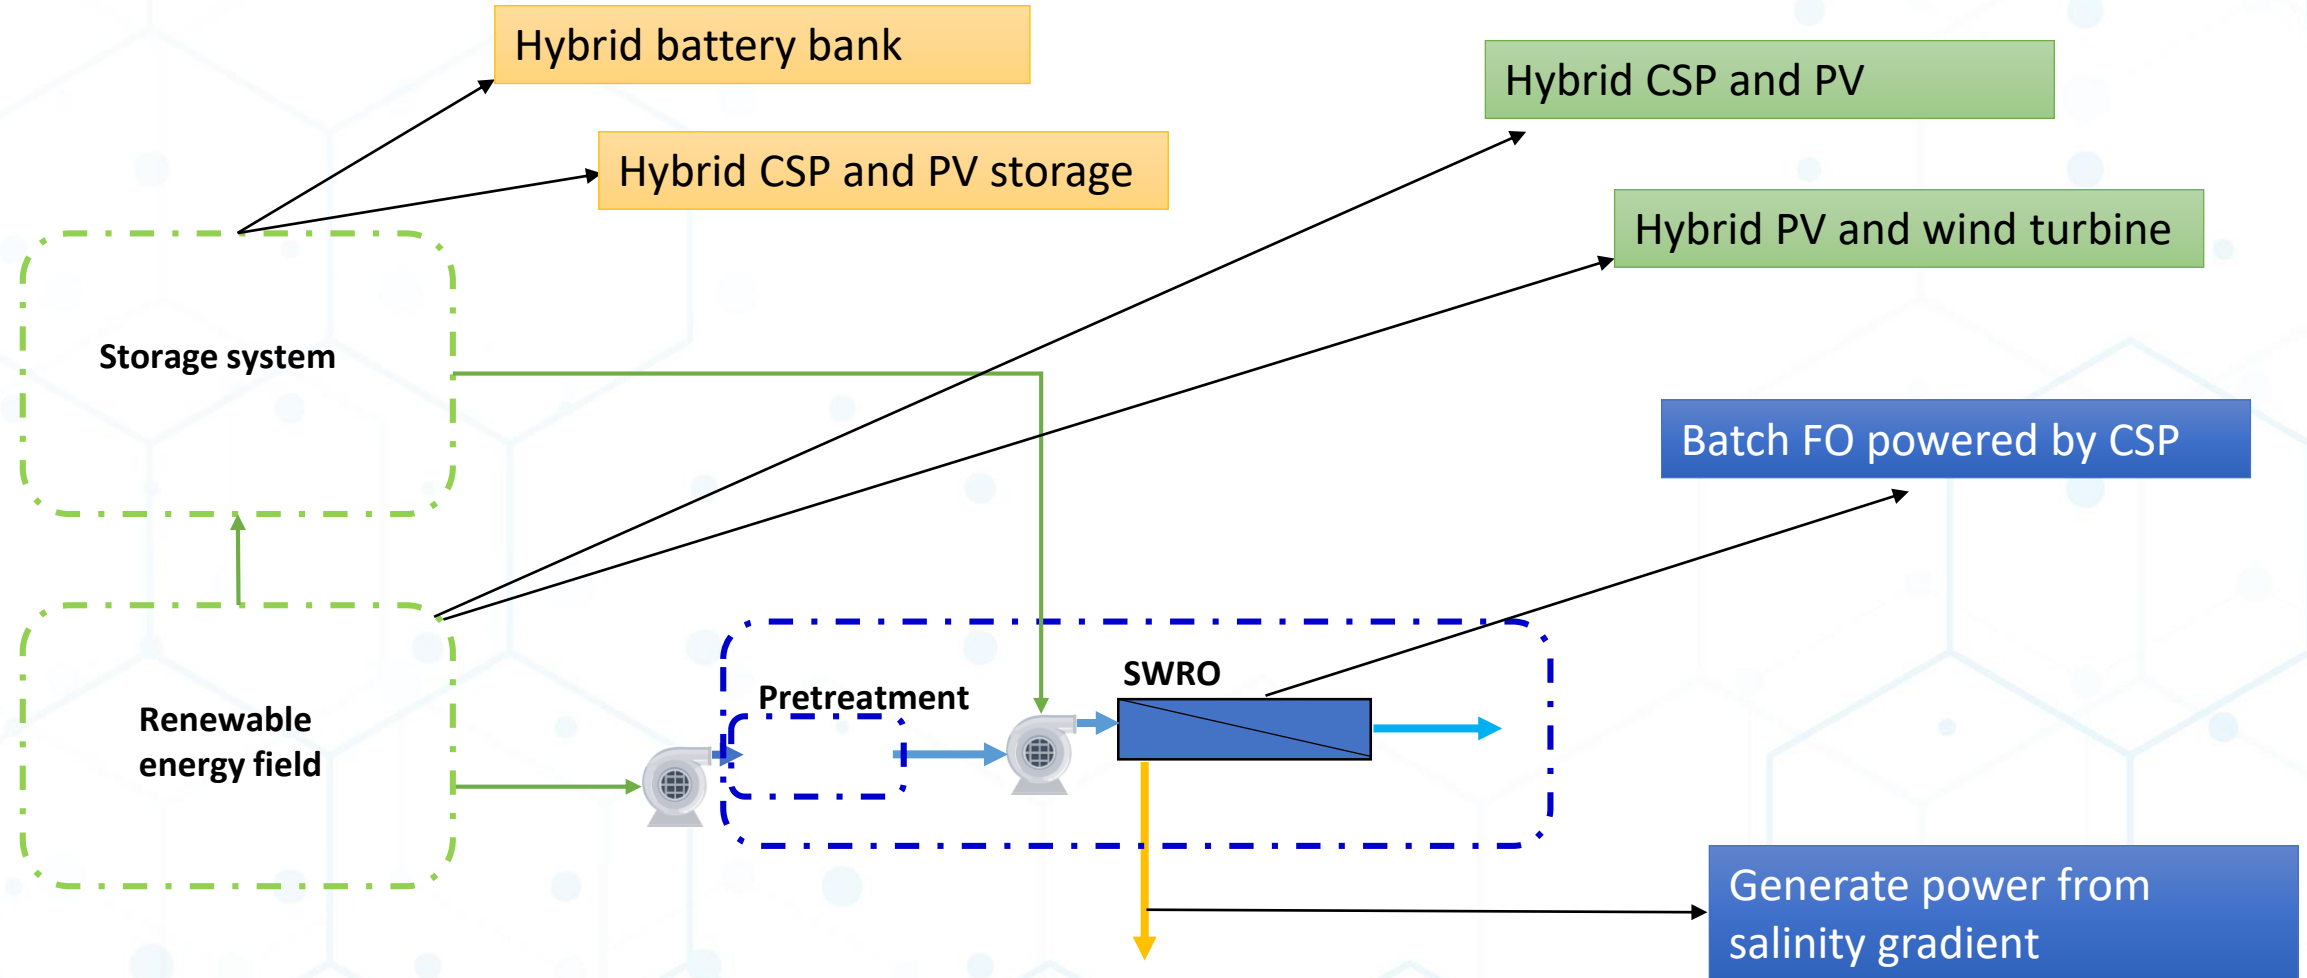 Hybrid battery bank
Hybrid CSP and PV
Hybrid CSP and PV storage
Hybrid PV and wind turbine
Storage system
Batch FO powered by CSP
SWRO
Pretreatment
Renewable
energy field
Generate power from
salinity gradient